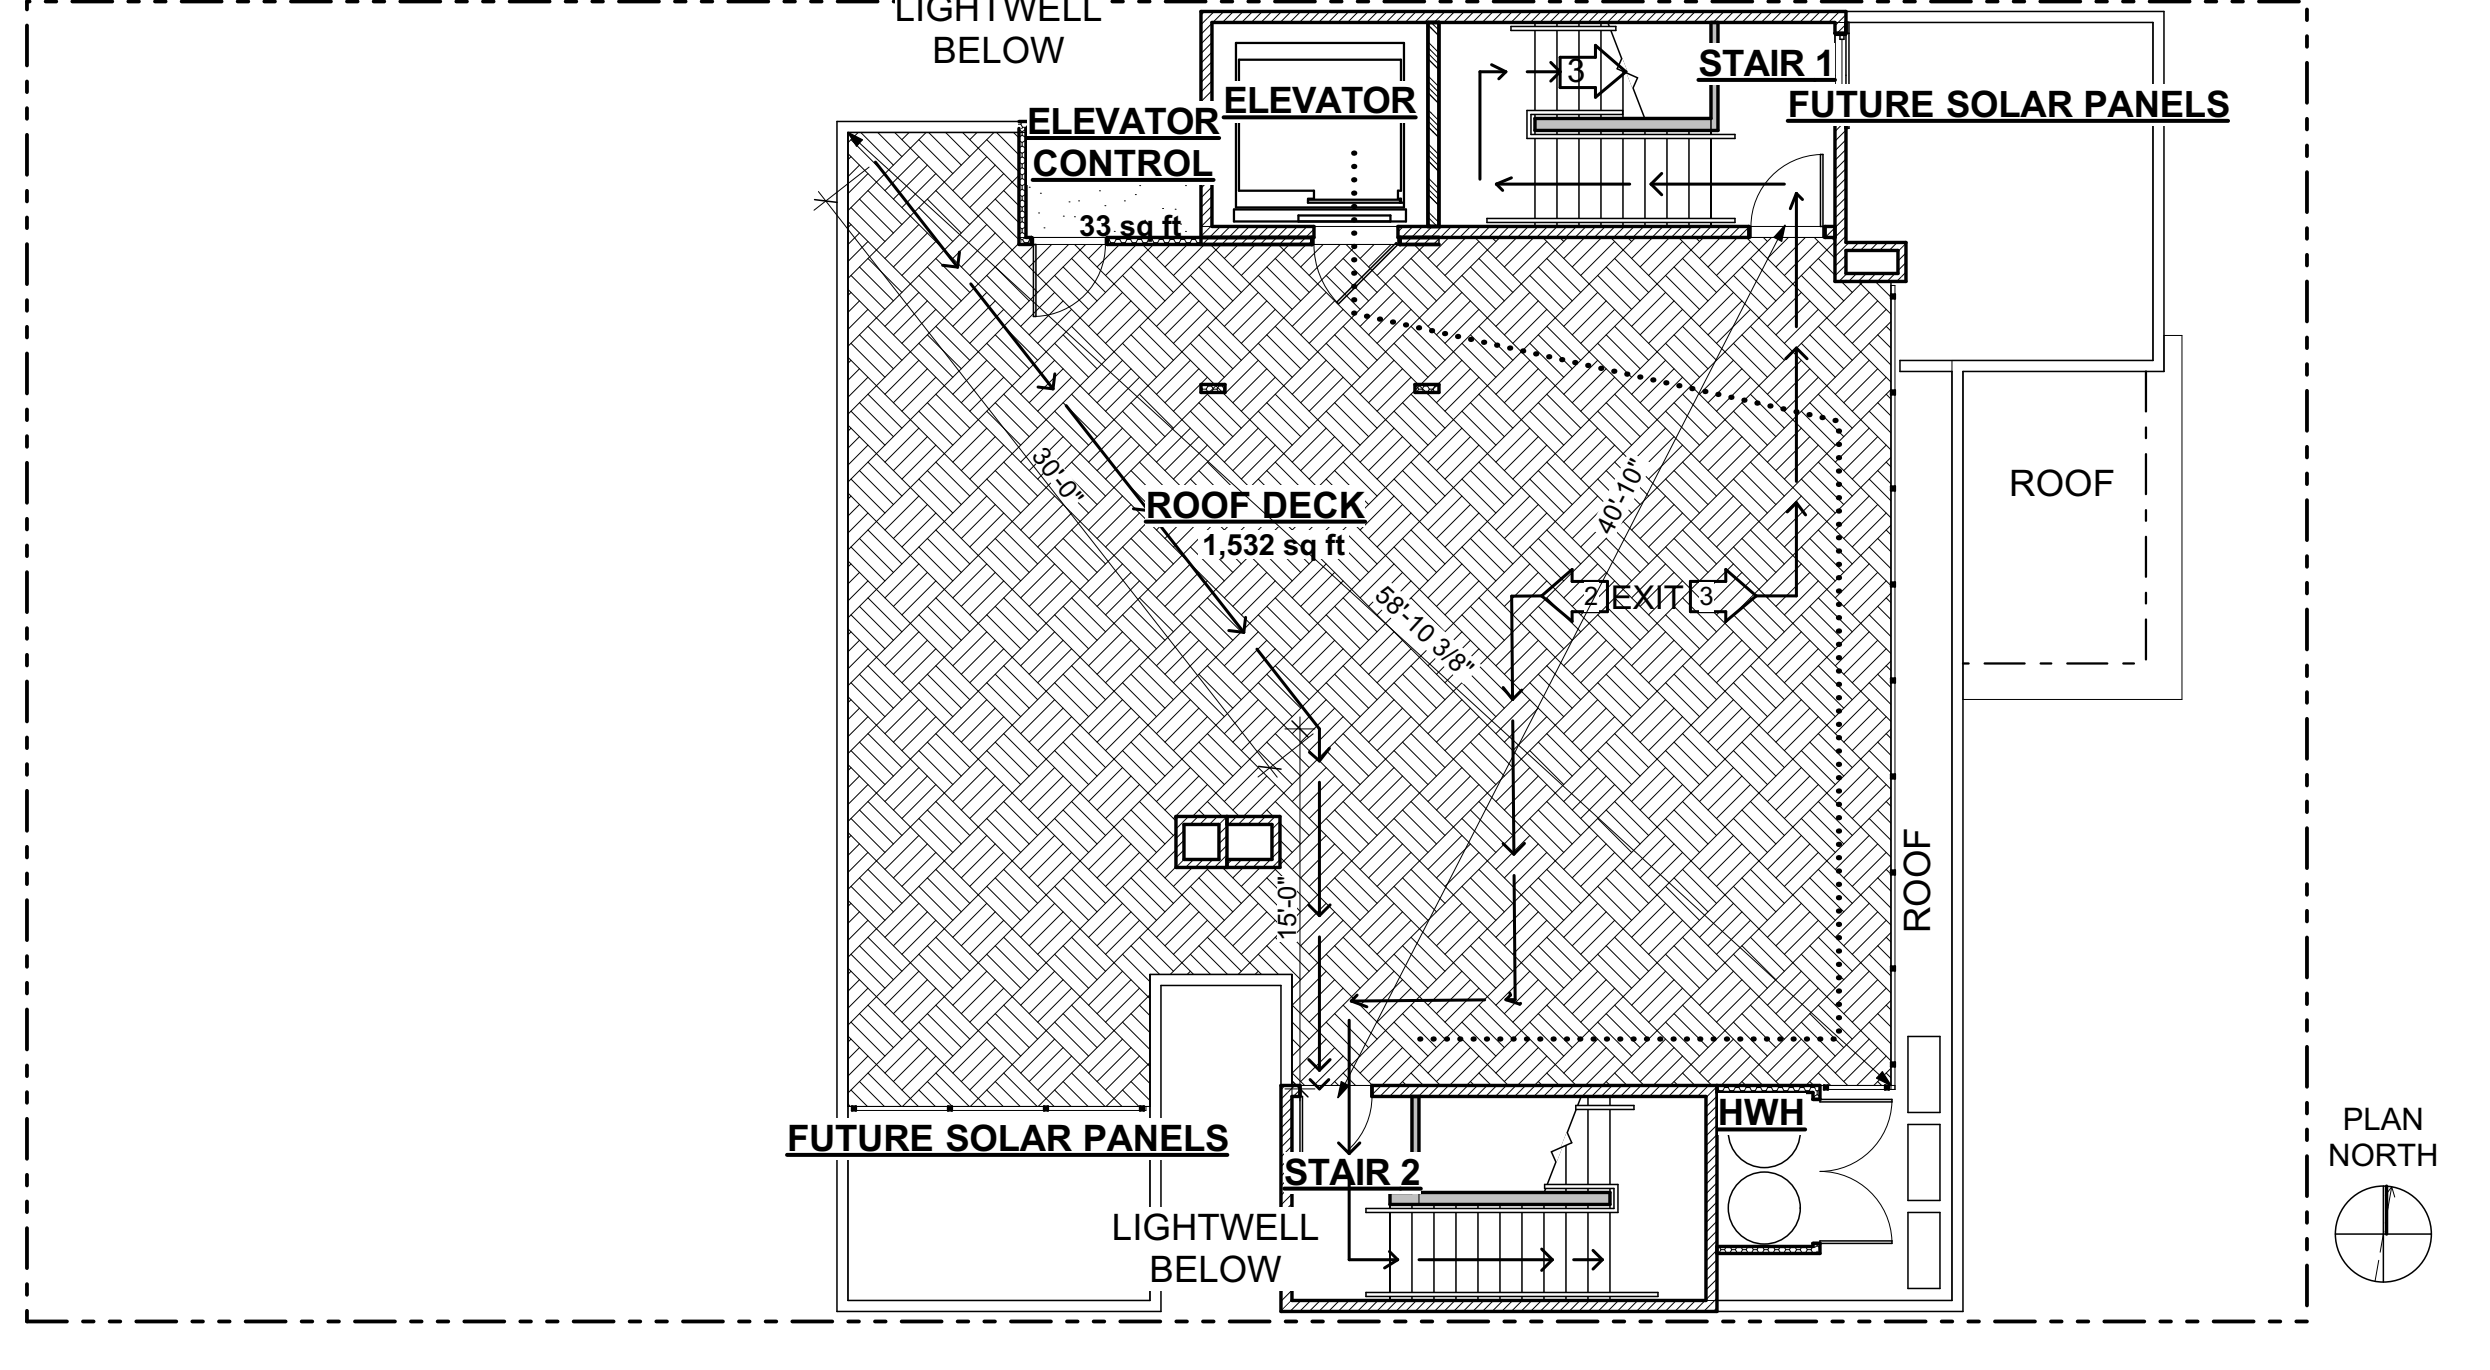 LIGHTWELL
BELOW
ELEVATOR
CONTROL
33 sq ft
ELEVATOR
3
STAIR 1
FUTURE SOLAR PANELS
30'-0"
ROOF DECK
1,532 sq ft
40'-10"
ROOF
58'-10 3/8"
2 EXIT 3
15'-0"
ROOF
FUTURE SOLAR PANELS
STAIR 2
HWH
LIGHTWELL
BELOW
PLAN
NORTH